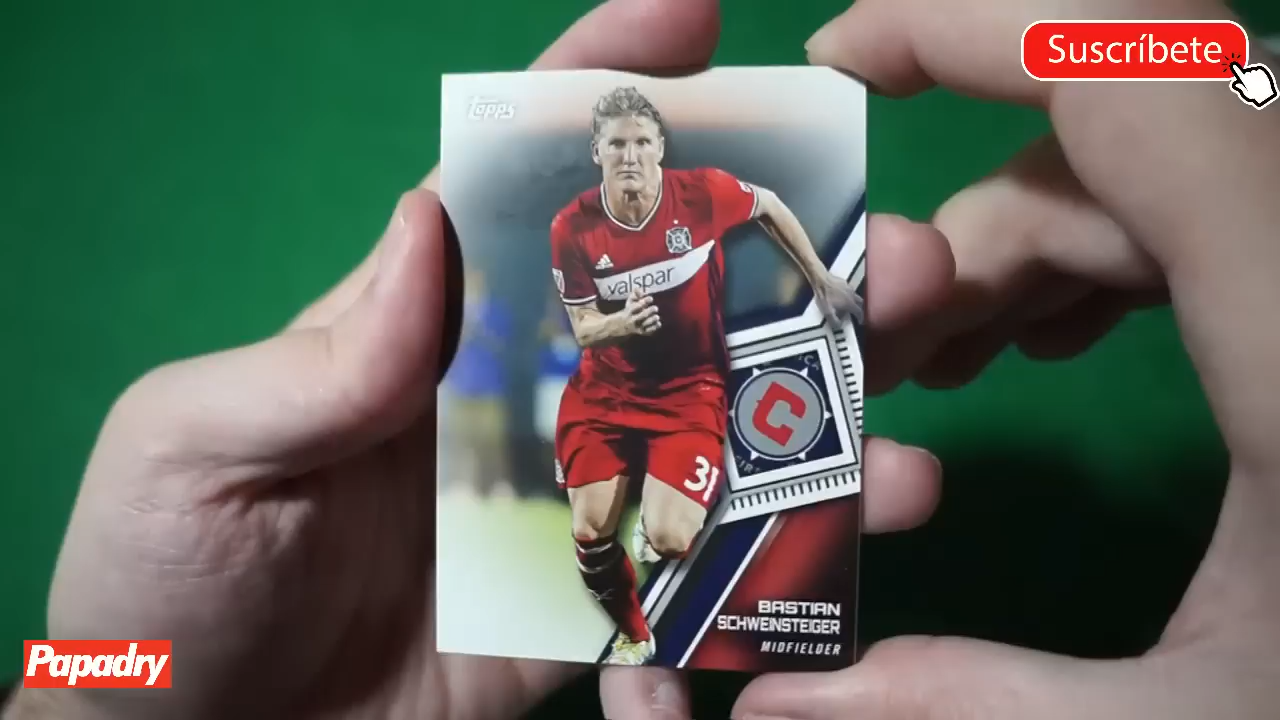 Suscríbete
topps
valspar
31
C
BASTIAN
SCHWEINSTEIGER
MIDFIELDER
Papadry